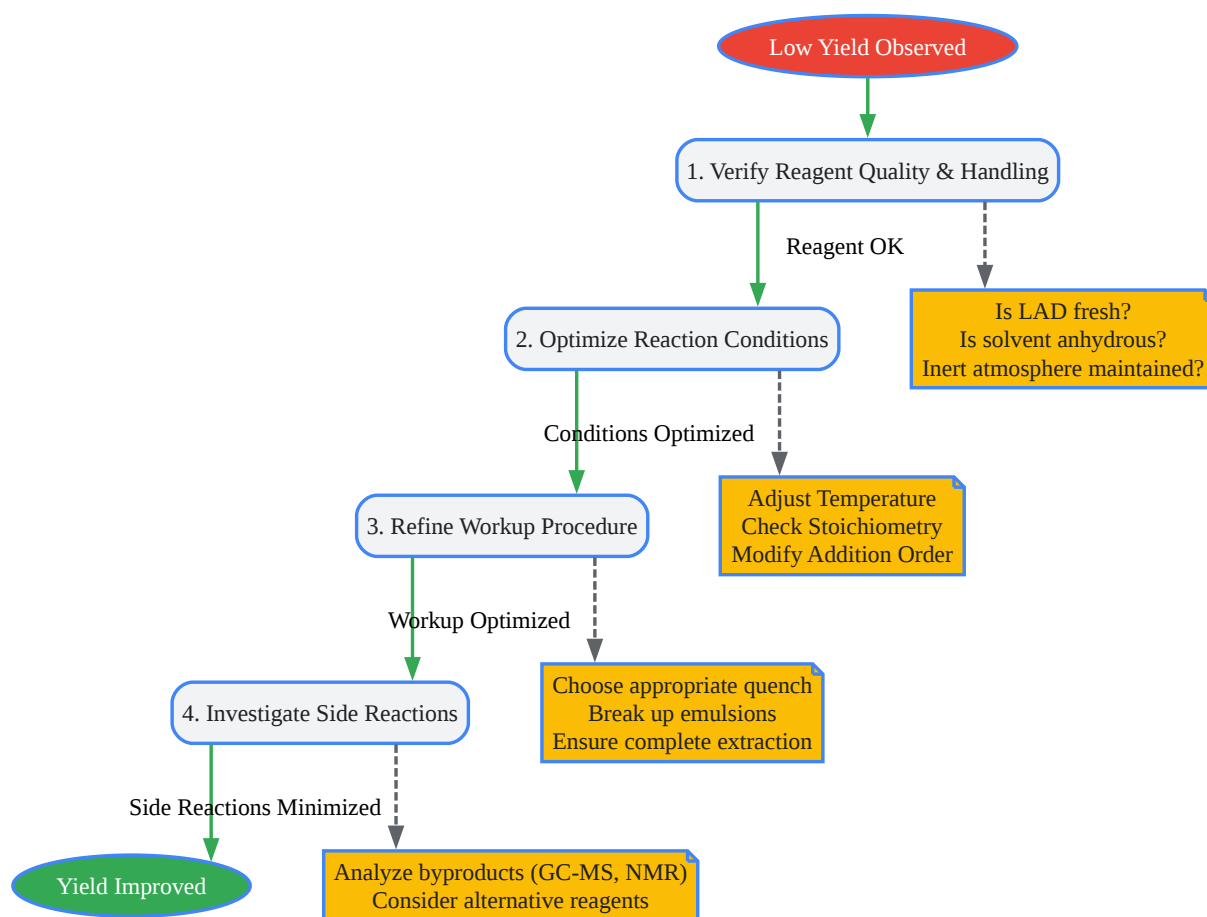 Low Yield Observed
1. Verify Reagent Quality & Handling
Reagent OK
Is LAD fresh?
Is solvent anhydrous?
Inert atmosphere maintained?
2. Optimize Reaction Conditions
Conditions Optimized
Adjust Temperature
Check Stoichiometry
Modify Addition Order
3. Refine Workup Procedure
Workup Optimized
Choose appropriate quench
Break up emulsions
Ensure complete extraction
4. Investigate Side Reactions
Side Reactions Minimized
Analyze byproducts (GC-MS, NMR)
Consider alternative reagents
Yield Improved